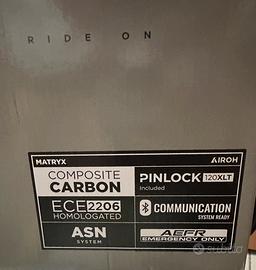 RIDE ON
MATRYX
AIROH
COMPOSITE
CARBON
PINLOCK 120XLT
Included
ECE 2206
HOMOLOGATED
COMMUNICATION
SYSTEM READY
ASN
SYSTEM
AEFR
EMERGENCY ONLY
subito